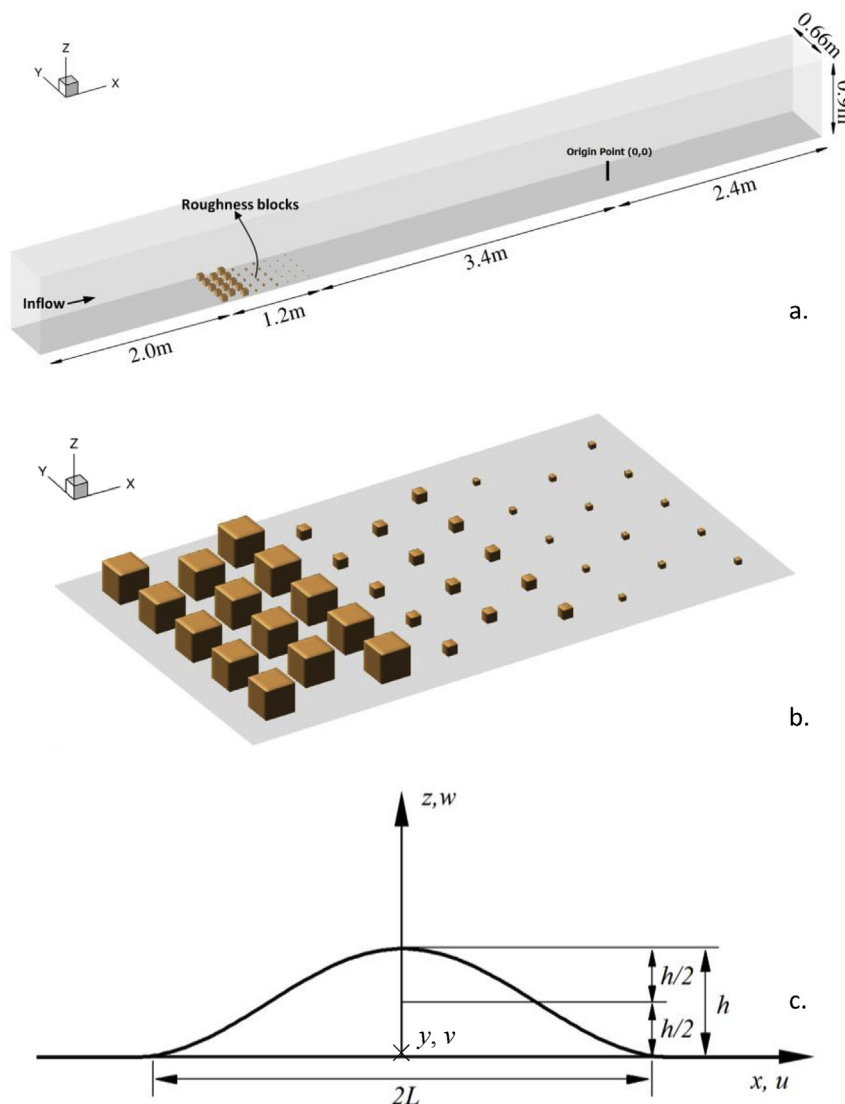 0.66m
Z
Y
X
0.9m
Origin Point (0,0)
2.4m
Roughness blocks
3.4m
Inflow
1.2m
a.
2.0m
Z
Y
X
b.
z,w
h/2
h
c.
h/2
y, v
x, u
2L